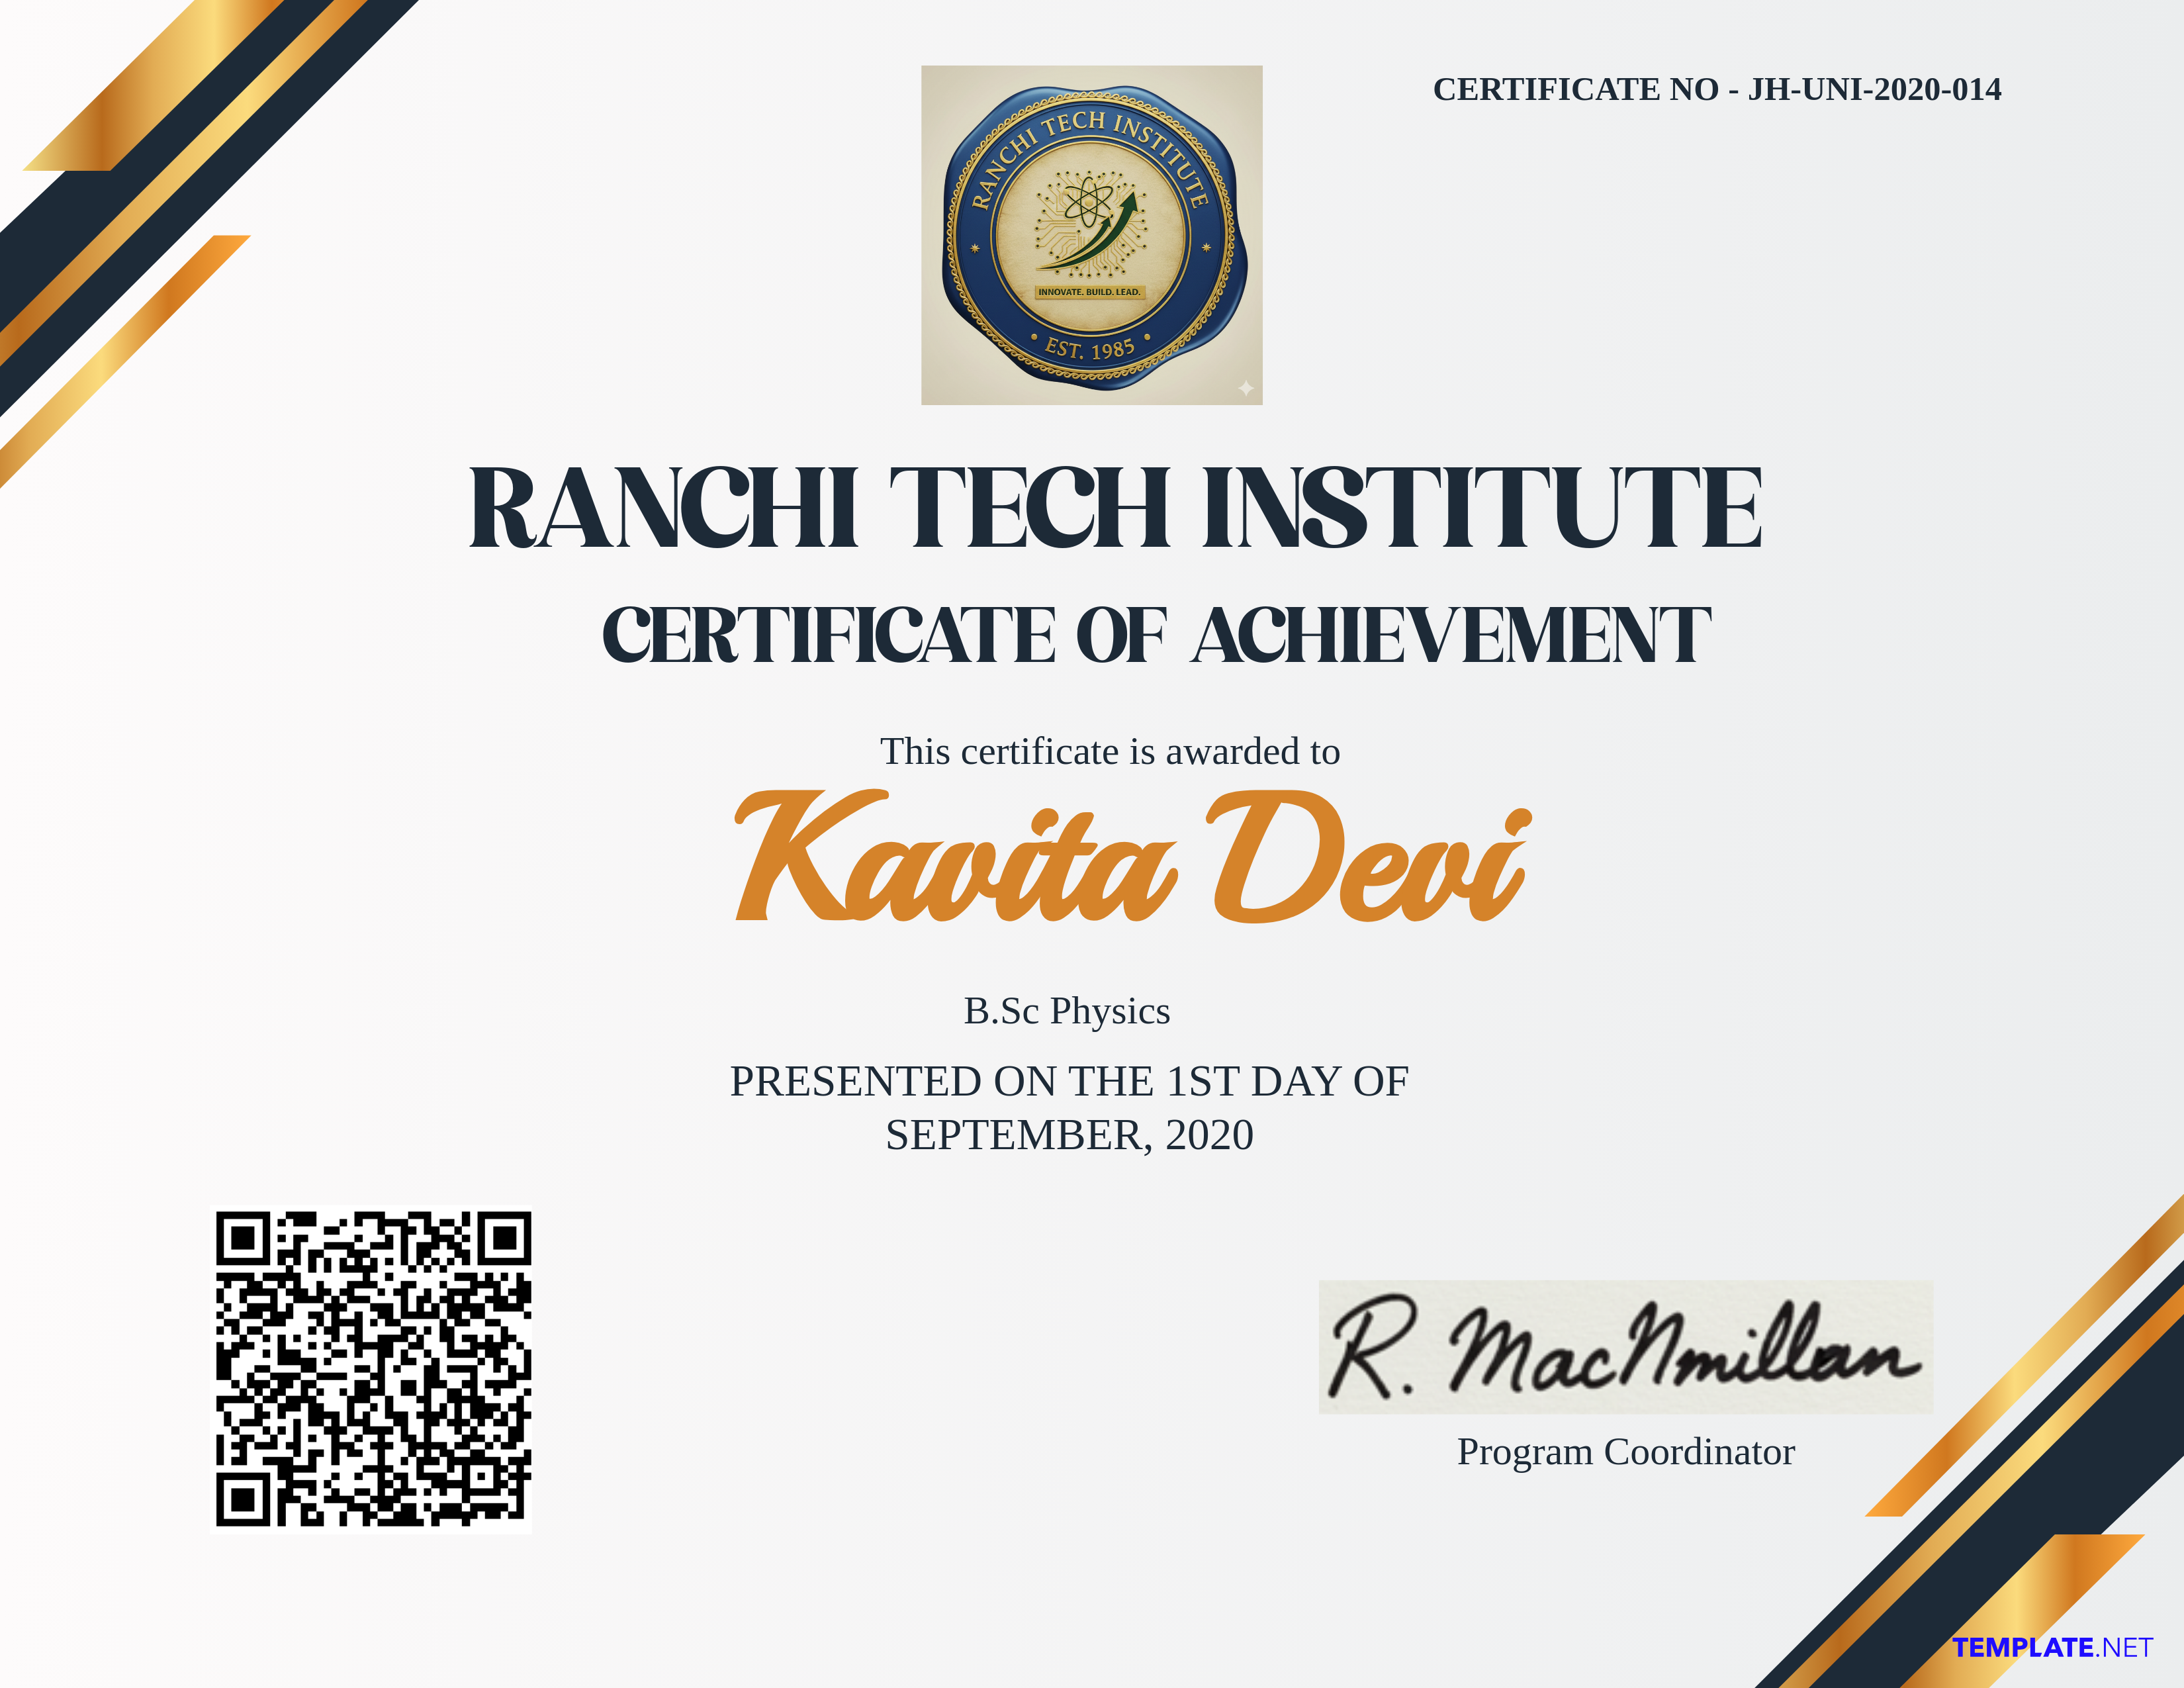 CERTIFICATE NO - JH-UNI-2020-014
RANCHI TECH INSTITUTE
INNOVATE. BUILD. LEAD.
EST. 1985
RANCHI TECH INSTITUTE
CERTIFICATE OF ACHIEVEMENT
This certificate is awarded to
Kavita Devi
B.Sc Physics
PRESENTED ON THE 1ST DAY OF
SEPTEMBER, 2020
R. MacNmillan
Program Coordinator
TEMPLATE.NET